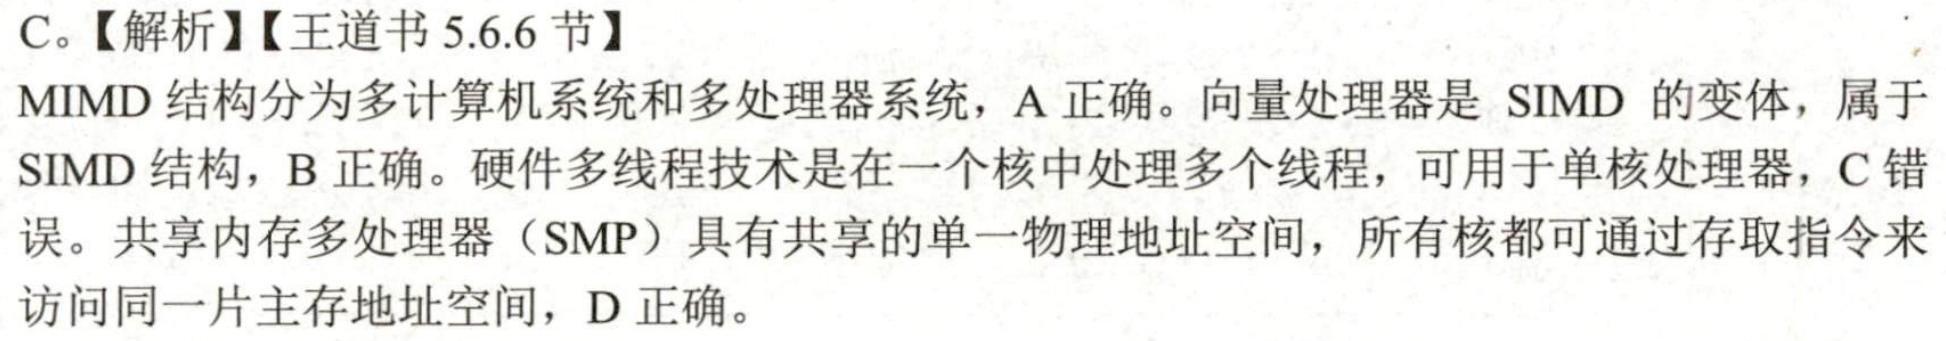 C。【解析】【王道书 5.6.6 节】
MIMD 结构分为多计算机系统和多处理器系统，A 正确。向量处理器是 SIMD 的变体，属于
SIMD 结构，B 正确。硬件多线程技术是在一个核中处理多个线程，可用于单核处理器，C 错
误。共享内存多处理器（SMP）具有共享的单一物理地址空间，所有核都可通过存取指令来
访问同一片主存地址空间，D 正确。